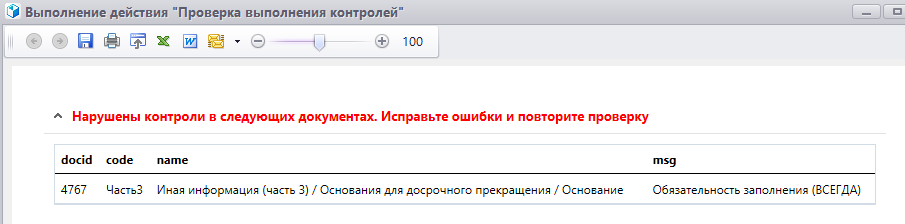 Выполнение действия "Проверка выполнения контролей"
100
Нарушены контроли в следующих документах. Исправьте ошибки и повторите проверку
docid code name msg
4767 Часть3 Иная информация (часть 3) / Основания для досрочного прекращения / Основание Обязательность заполнения (ВСЕГДА)